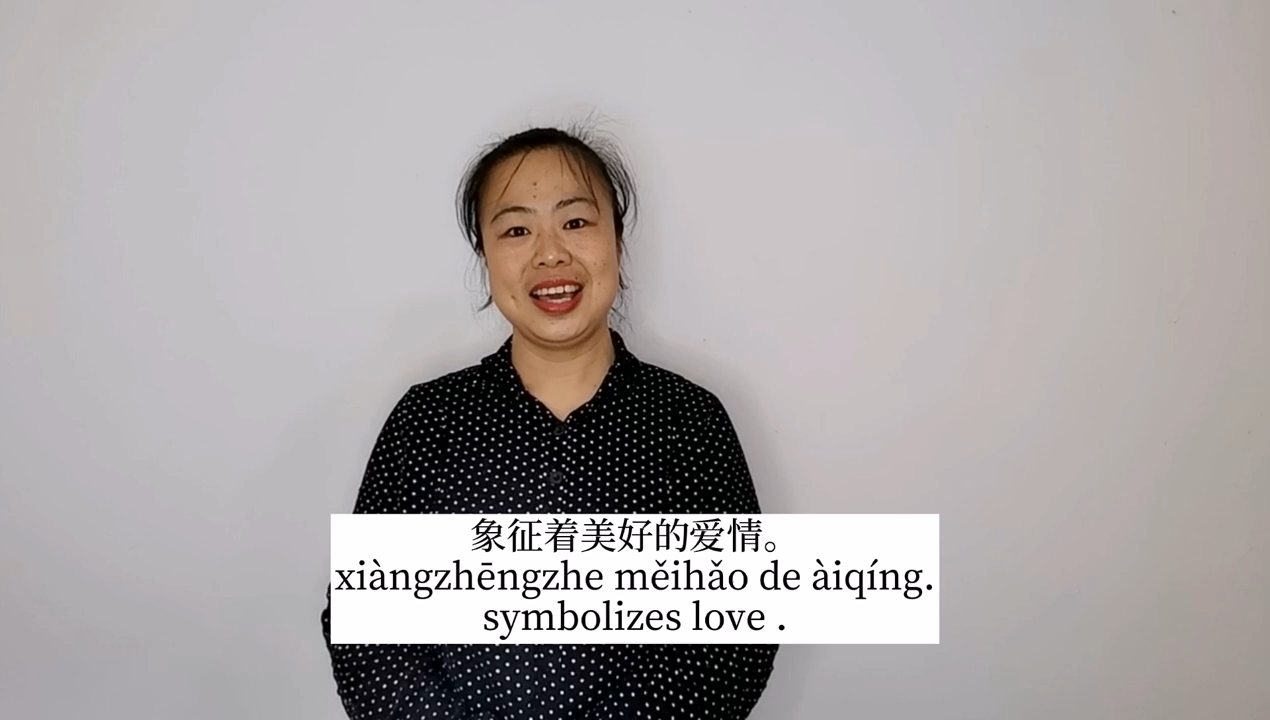 象征着美好的爱情。
xiàngzhēngzhe měihǎo de àiqíng.
symbolizes love .